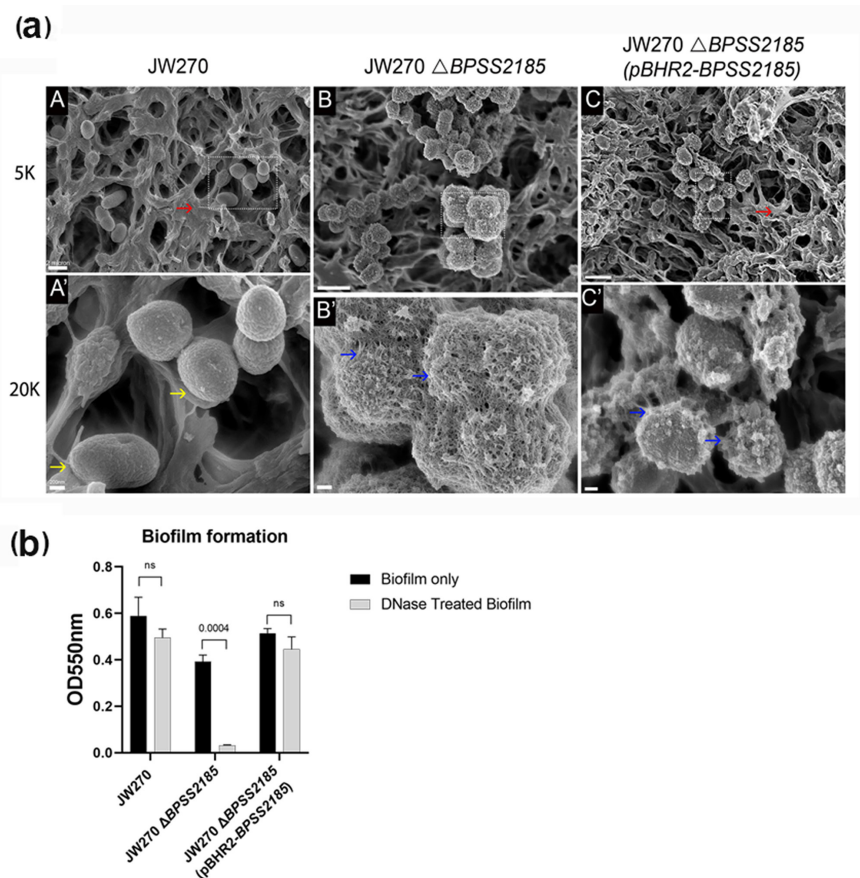 (a)
JW270
JW270 △BPSS2185
JW270 △BPSS2185
(pBHR2-BPSS2185)
5K
A
B
C
20K
A'
B'
C'
(b)
Biofilm formation
0.8
0.6
0.4
0.2
0.0
OD550nm
ns
0.0004
ns
Biofilm only
DNase Treated Biofilm
JW270
JW270 ΔBPSS2185
JW270 ΔBPSS2185
(pBHR2-BPSS2185)